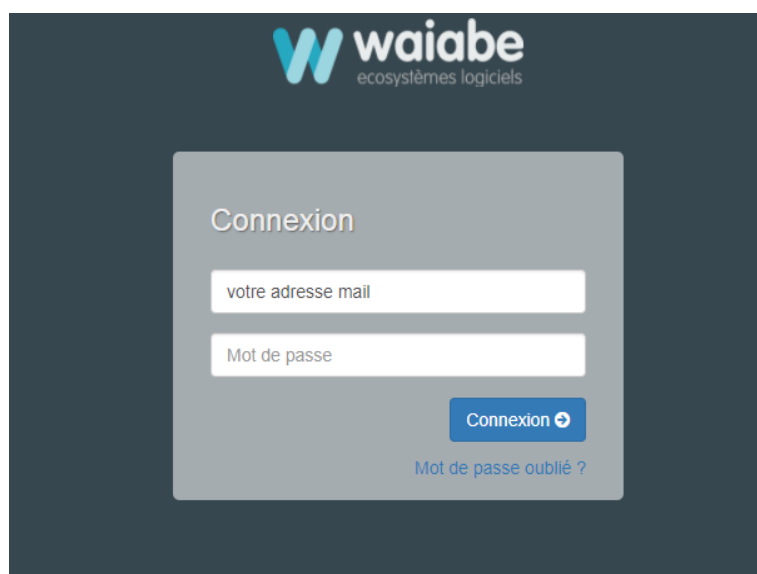 waiabe
ecosystèmes logiciels
Connexion
votre adresse mail
Mot de passe
Connexion
Mot de passe oublié ?